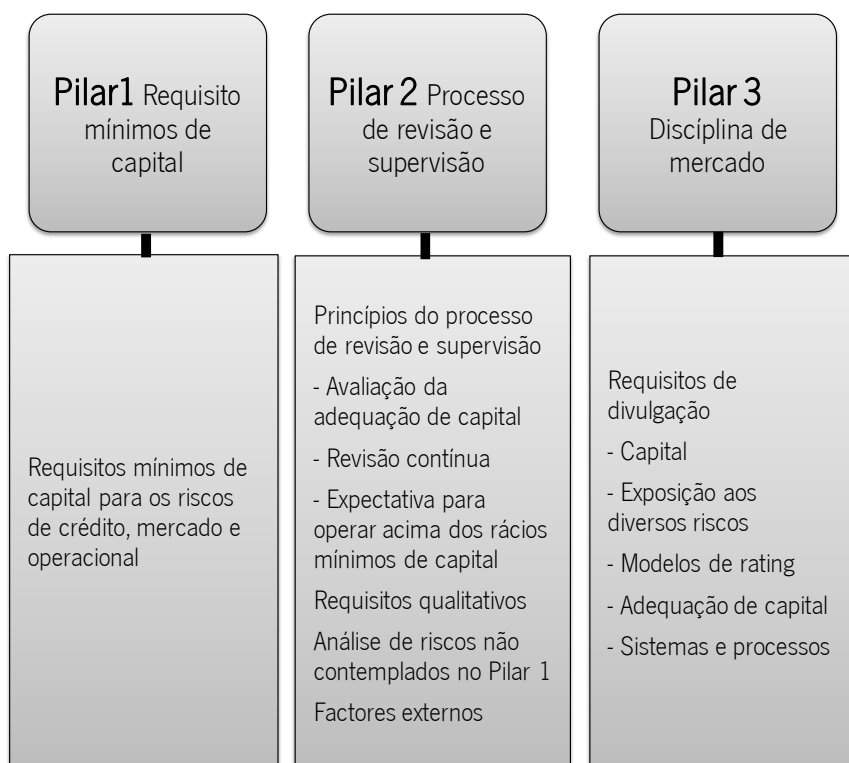 Pilar1 Requisito
mínimos de
capital
Pilar 2 Processo
de revisão e
supervisão
Pilar 3
Discíplina de
mercado
Requisitos mínimos de
capital para os riscos
de crédito, mercado e
operacional
Princípios do processo
de revisão e supervisão
- Avaliação da
adequação de capital
- Revisão contínua
- Expectativa para
operar acima dos rácios
mínimos de capital
Requisitos qualitativos
Análise de riscos não
contemplados no Pilar 1
Factores externos
Requisitos de
divulgação
- Capital
- Exposição aos
diversos riscos
- Modelos de rating
- Adequação de capital
- Sistemas e processos